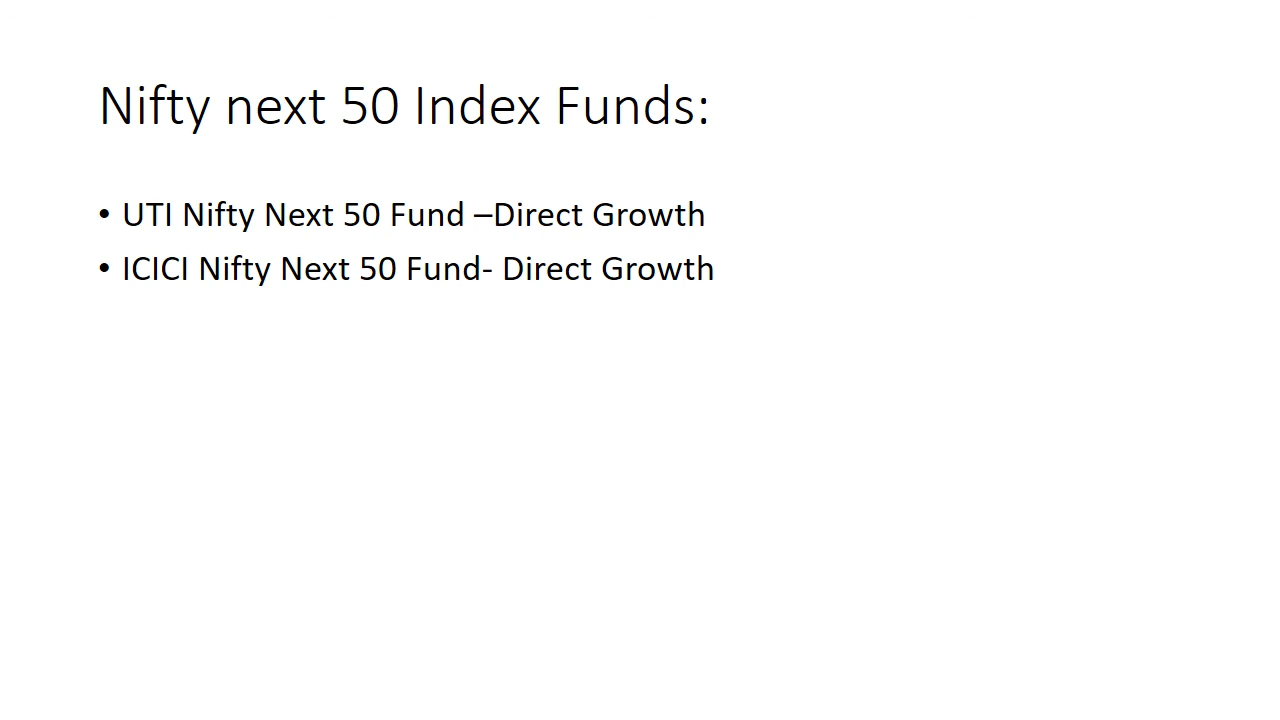 Nifty next 50 Index Funds:
• UTI Nifty Next 50 Fund –Direct Growth
• ICICI Nifty Next 50 Fund- Direct Growth